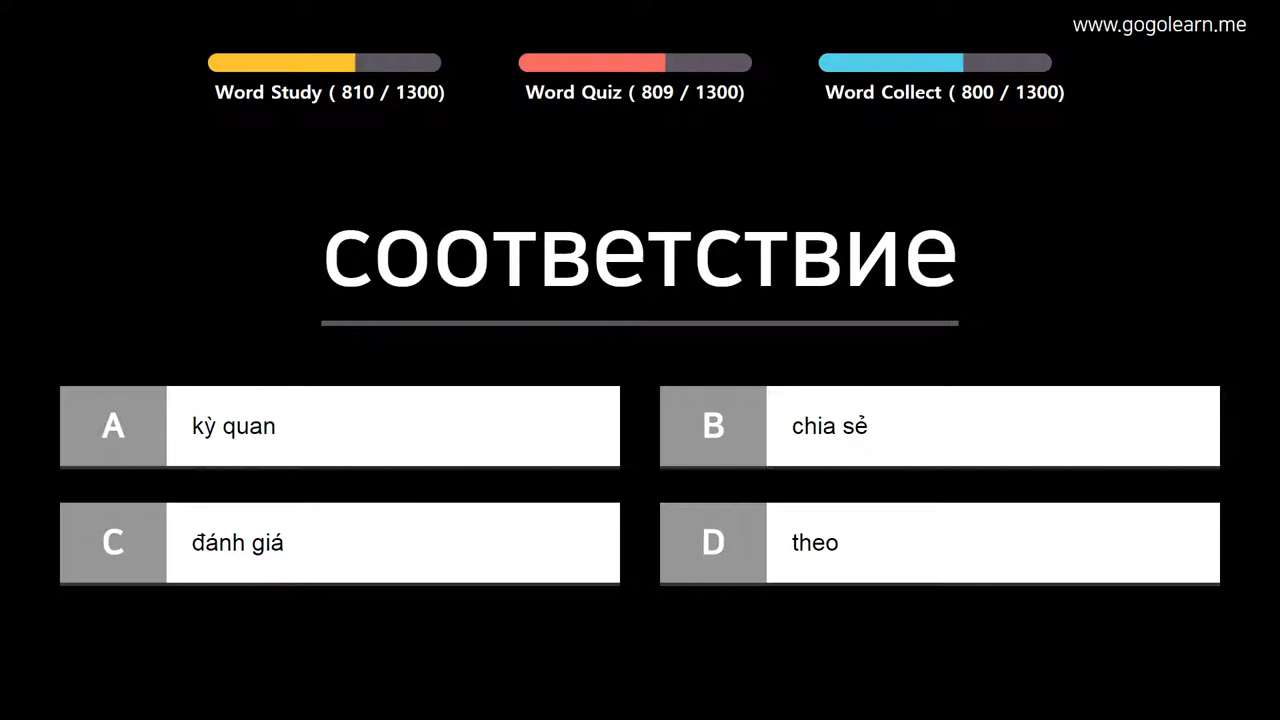 www.gogolearn.me
Word Study ( 810 / 1300)
Word Quiz ( 809 / 1300)
Word Collect ( 800 / 1300)
соответствие
A kỳ quan
B chia sẻ
C đánh giá
D theo